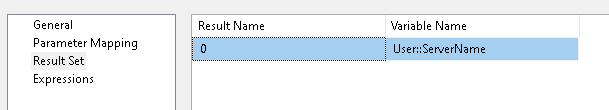 General
Parameter Mapping
Result Set
Expressions
Result Name Variable Name
0 User::ServerName